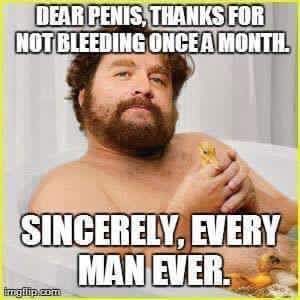 DEAR PENIS, THANKS FOR
NOT BLEEDING ONCE A MONTH.
SINCERELY, EVERY
MAN EVER.
imgflip.com